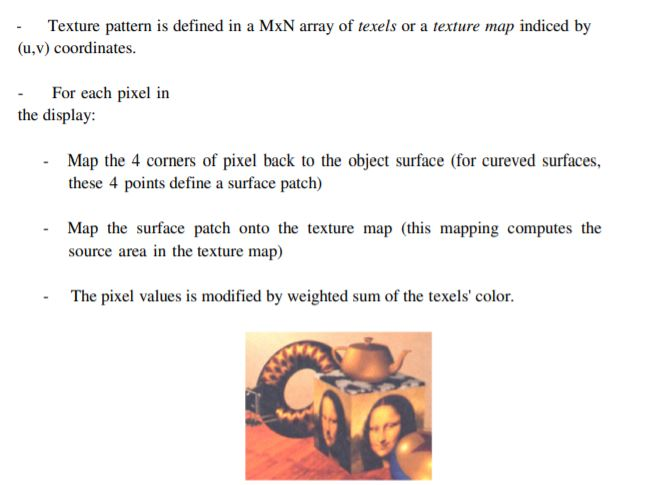 - Texture pattern is defined in a MxN array of texels or a texture map indiced by
(u,v) coordinates.
- For each pixel in
the display:
- Map the 4 corners of pixel back to the object surface (for cureved surfaces,
these 4 points define a surface patch)
- Map the surface patch onto the texture map (this mapping computes the
source area in the texture map)
- The pixel values is modified by weighted sum of the texels' color.